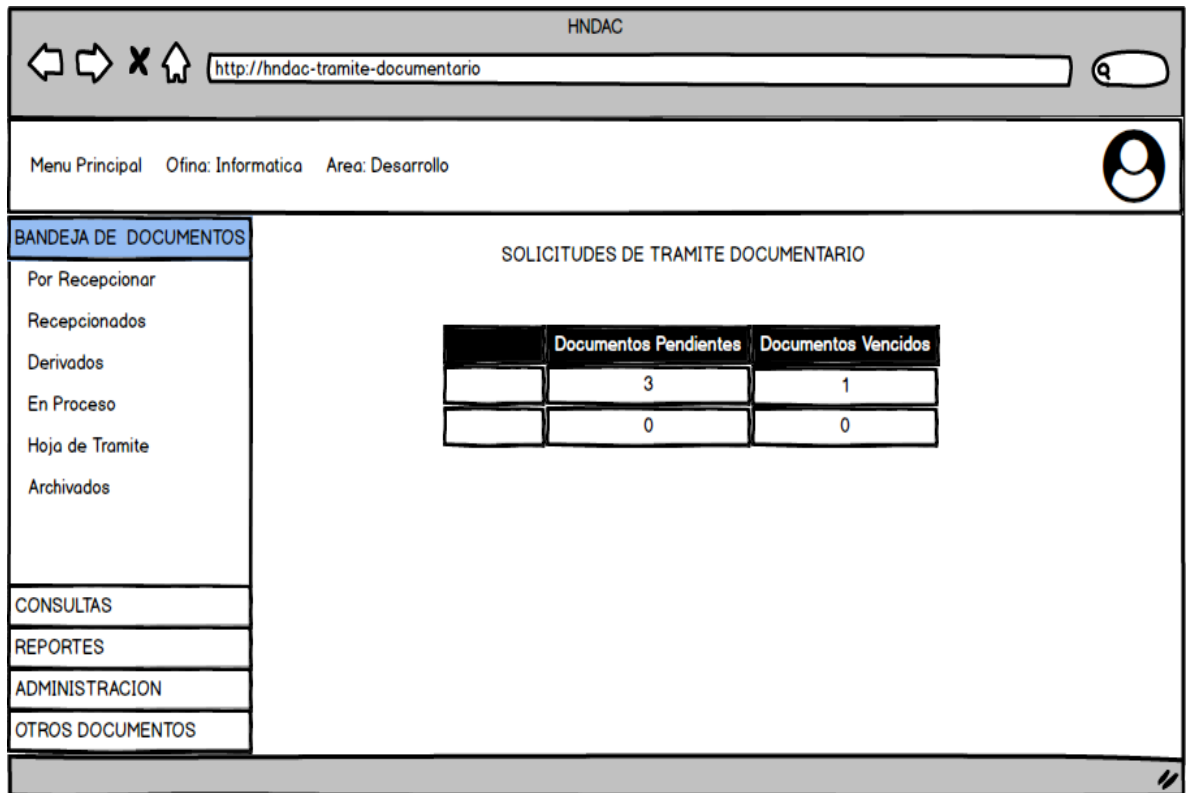 HNDAC
http://hndac-tramite-documentario
Menu Principal Ofina: Informatica Area: Desarrollo
BANDEJA DE DOCUMENTOS
Por Recepcionar
Recepcionados
Derivados
En Proceso
Hoja de Tramite
Archivados
CONSULTAS
REPORTES
ADMINISTRACION
OTROS DOCUMENTOS
SOLICITUDES DE TRAMITE DOCUMENTARIO
Documentos Pendientes Documentos Vencidos
3 1
0 0